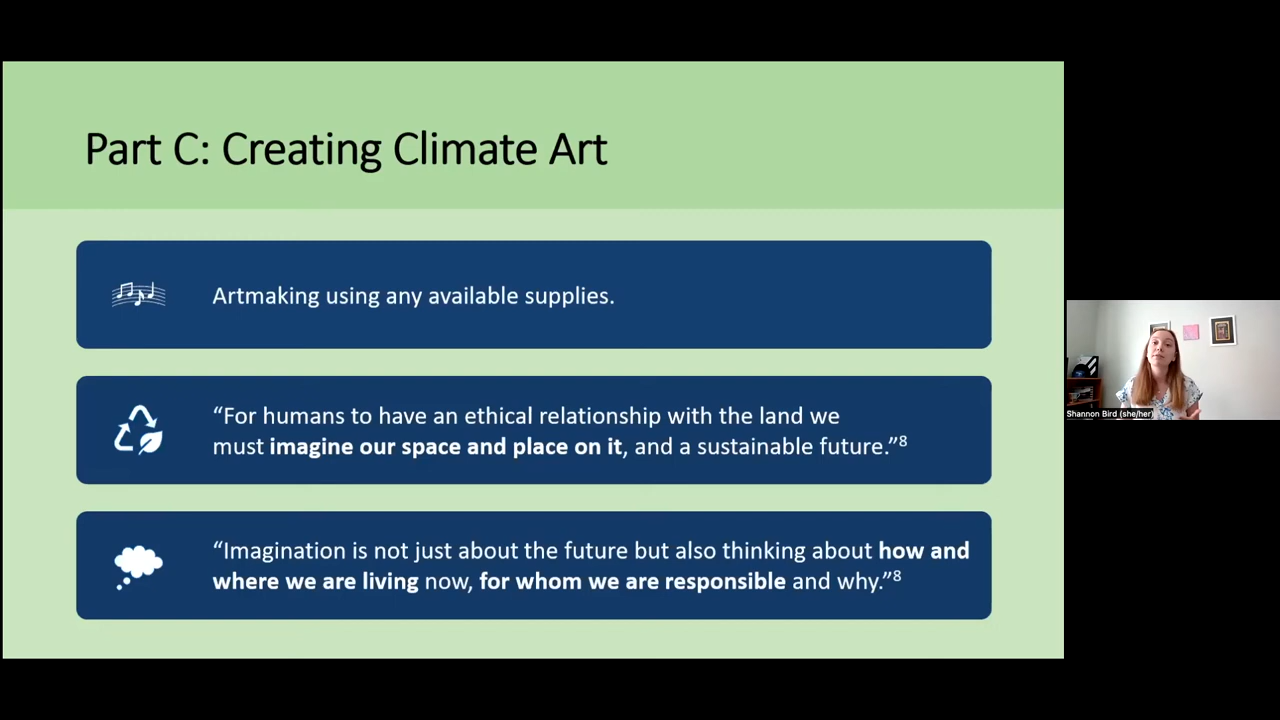 Part C: Creating Climate Art
Artmaking using any available supplies.
“For humans to have an ethical relationship with the land we
must imagine our space and place on it, and a sustainable future.”⁸
“Imagination is not just about the future but also thinking about how and
where we are living now, for whom we are responsible and why.”⁸
Shannon Bird (she/her)